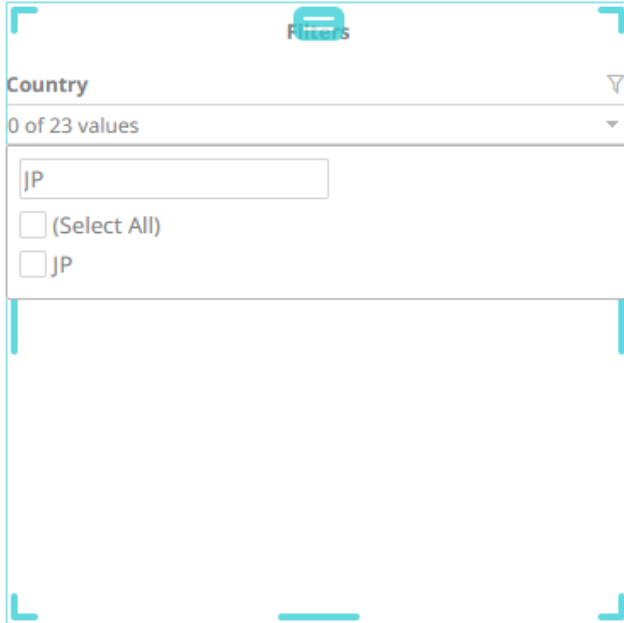 Filters
Country
0 of 23 values
JP
(Select All)
JP